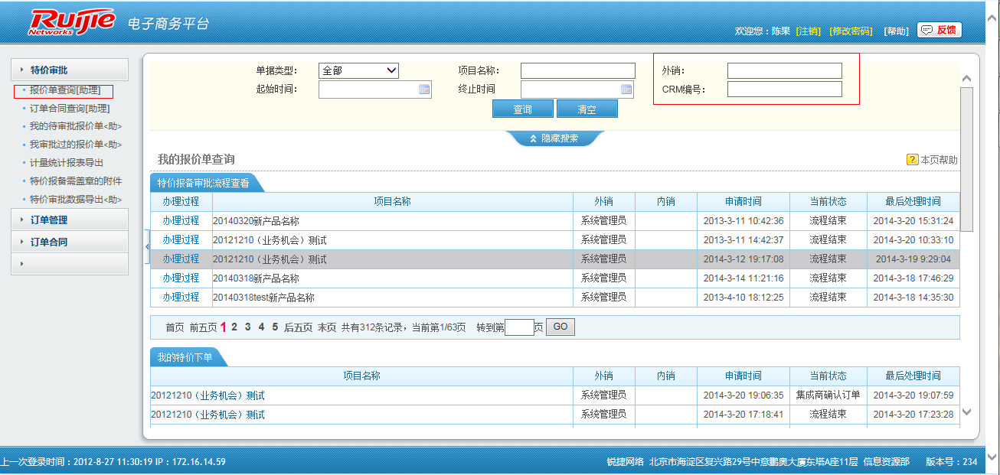 Ruijie Networks 电子商务平台
欢迎您：陈果 [注销] [修改密码] [帮助] 反馈
特价审批
报价单查询[助理]
订单合同查询[助理]
我的待审批报价单<助>
我审批过的报价单<助>
计量统计报表导出
特价报备需盖章的附件
特价审批数据导出<助>
订单管理
订单合同
单据类型： 全部 项目名称： 外销：
起始时间： 终止时间 CRM编号：
查询 清空
隐藏搜索
我的报价单查询 ? 本页帮助
特价报备审批流程查看
办理过程 项目名称 外销 内销 申请时间 当前状态 最后处理时间
办理过程 20140320新产品名称 系统管理员 2013-3-11 10:42:36 流程结束 2014-3-20 15:31:24
办理过程 20121210（业务机会）测试 系统管理员 2013-3-11 14:42:37 流程结束 2014-3-20 10:33:10
办理过程 20121210（业务机会）测试 系统管理员 2014-3-12 19:17:08 流程结束 2014-3-19 9:29:04
办理过程 20140318新产品名称 系统管理员 2014-3-14 11:21:16 流程结束 2014-3-18 17:46:29
办理过程 20140318test新产品名称 系统管理员 2013-4-10 18:12:25 流程结束 2014-3-18 14:35:30
首页 前五页 1 2 3 4 5 后五页 末页 共有312条记录，当前第1/63页 转到第 页 GO
我的特价下单
项目名称 外销 内销 申请时间 当前状态 最后处理时间
20121210（业务机会）测试 系统管理员 2014-3-20 19:06:35 集成商确认订单 2014-3-20 19:07:59
20121210（业务机会）测试 系统管理员 2014-3-20 17:18:41 流程结束 2014-3-20 17:23:28
上一次登录时间：2012-8-27 11:30:19 IP：172.16.14.59 锐捷网络 北京市海淀区复兴路29号中意鹏奥大厦东塔A座11层 信息资源部 版本号：234